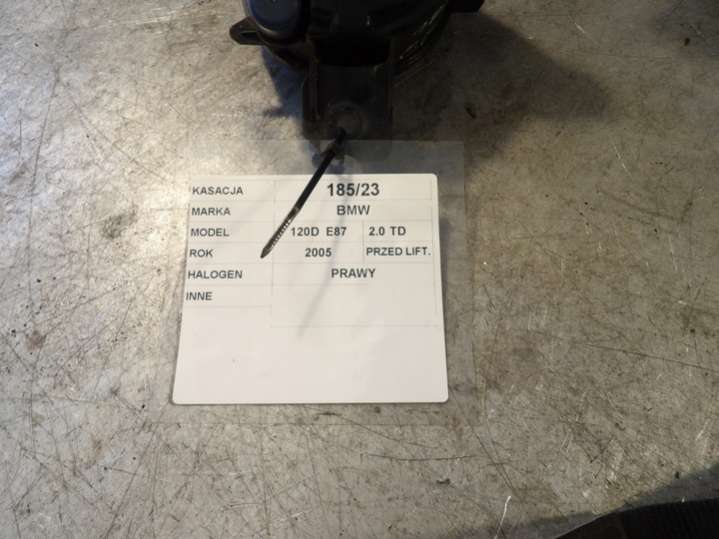 KASACJA 185/23
MARKA BMW
MODEL 120D E87 2.0 TD
ROK 2005 PRZED LIFT.
HALOGEN PRAWY
INNE